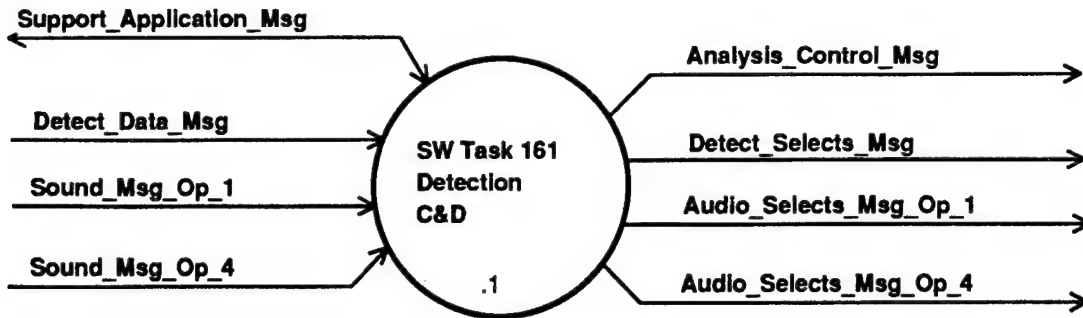 Support_Application_Msg
Detect_Data_Msg
Sound_Msg_Op_1
Sound_Msg_Op_4
SW Task 161
Detection
C&D
.1
Analysis_Control_Msg
Detect_Selects_Msg
Audio_Selects_Msg_Op_1
Audio_Selects_Msg_Op_4